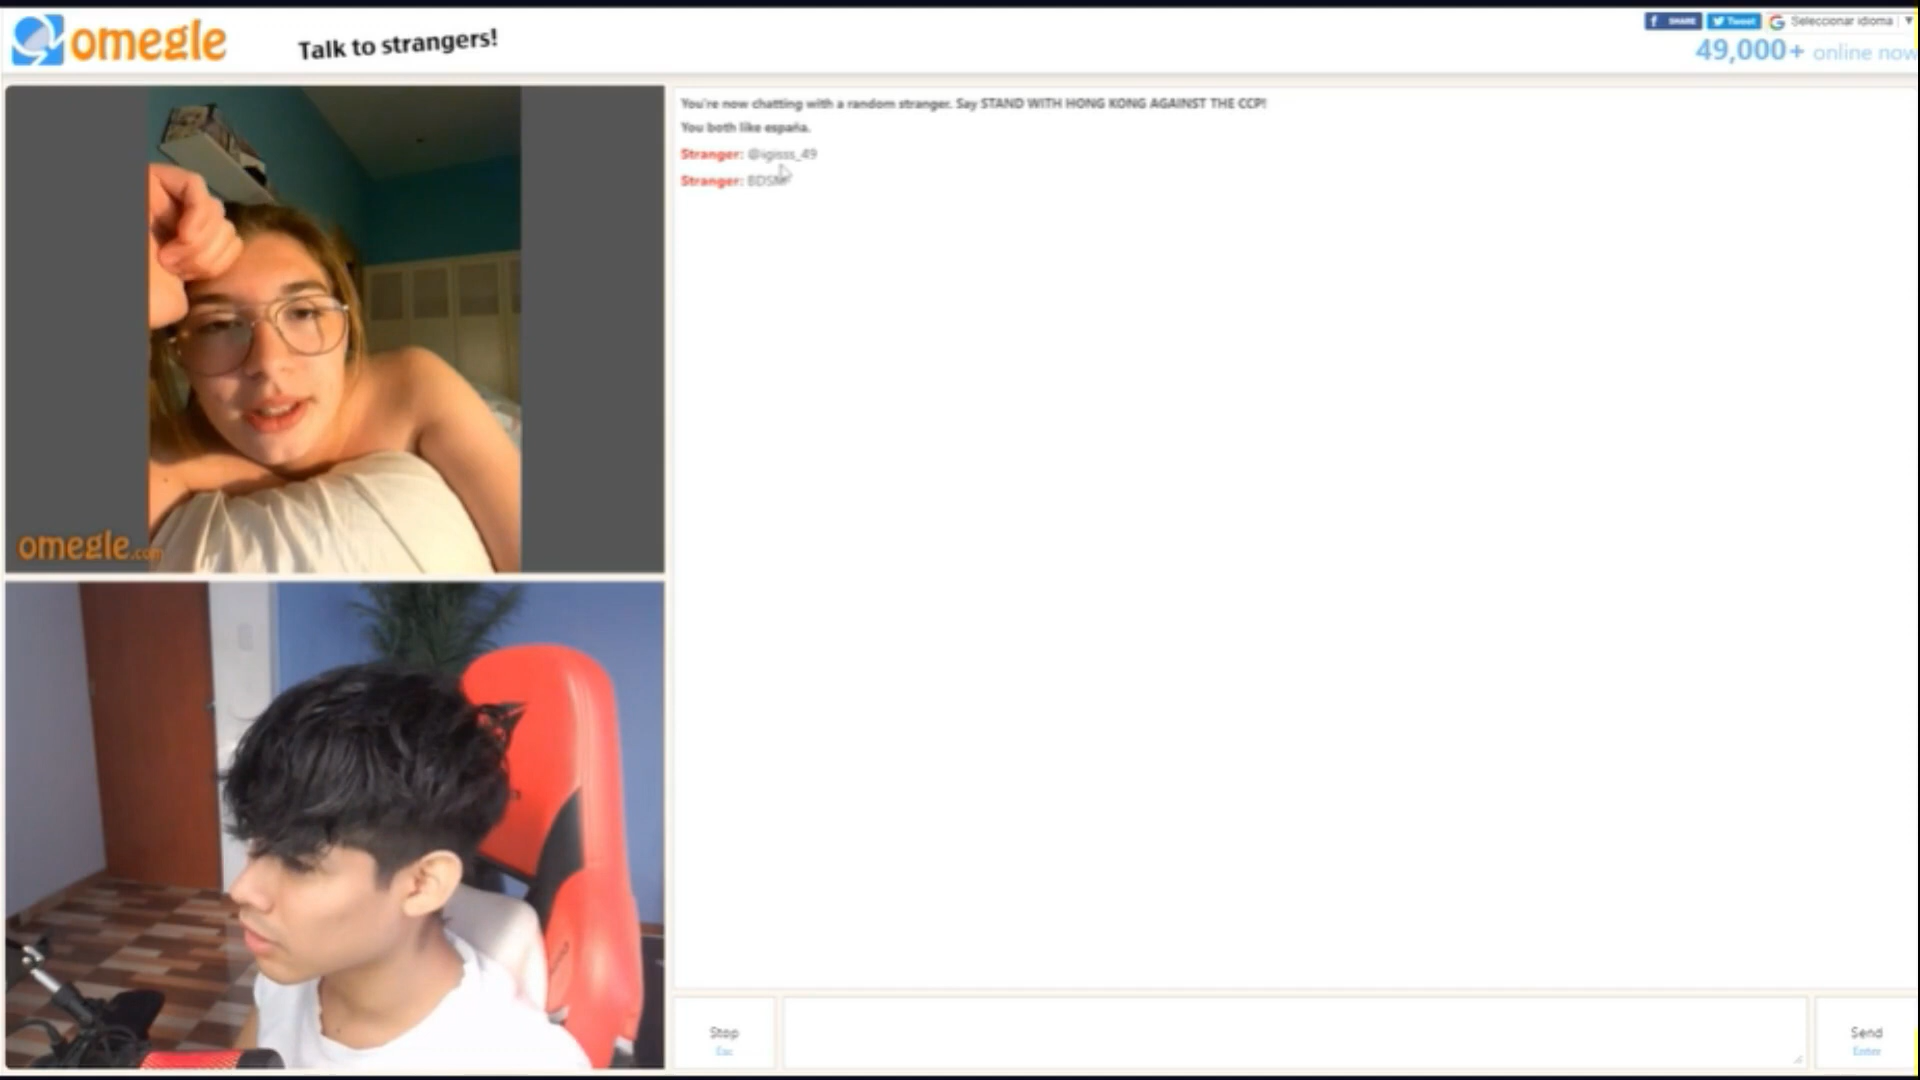 omegle
Talk to strangers!
SHARE
Tweet
Seleccionar idioma
49,000+ online now
You're now chatting with a random stranger. Say STAND WITH HONG KONG AGAINST THE CCP!
You both like españa.
Stranger: @igisss_49
Stranger: BDSM
omegle.com
Stop
Esc
Send
Enter